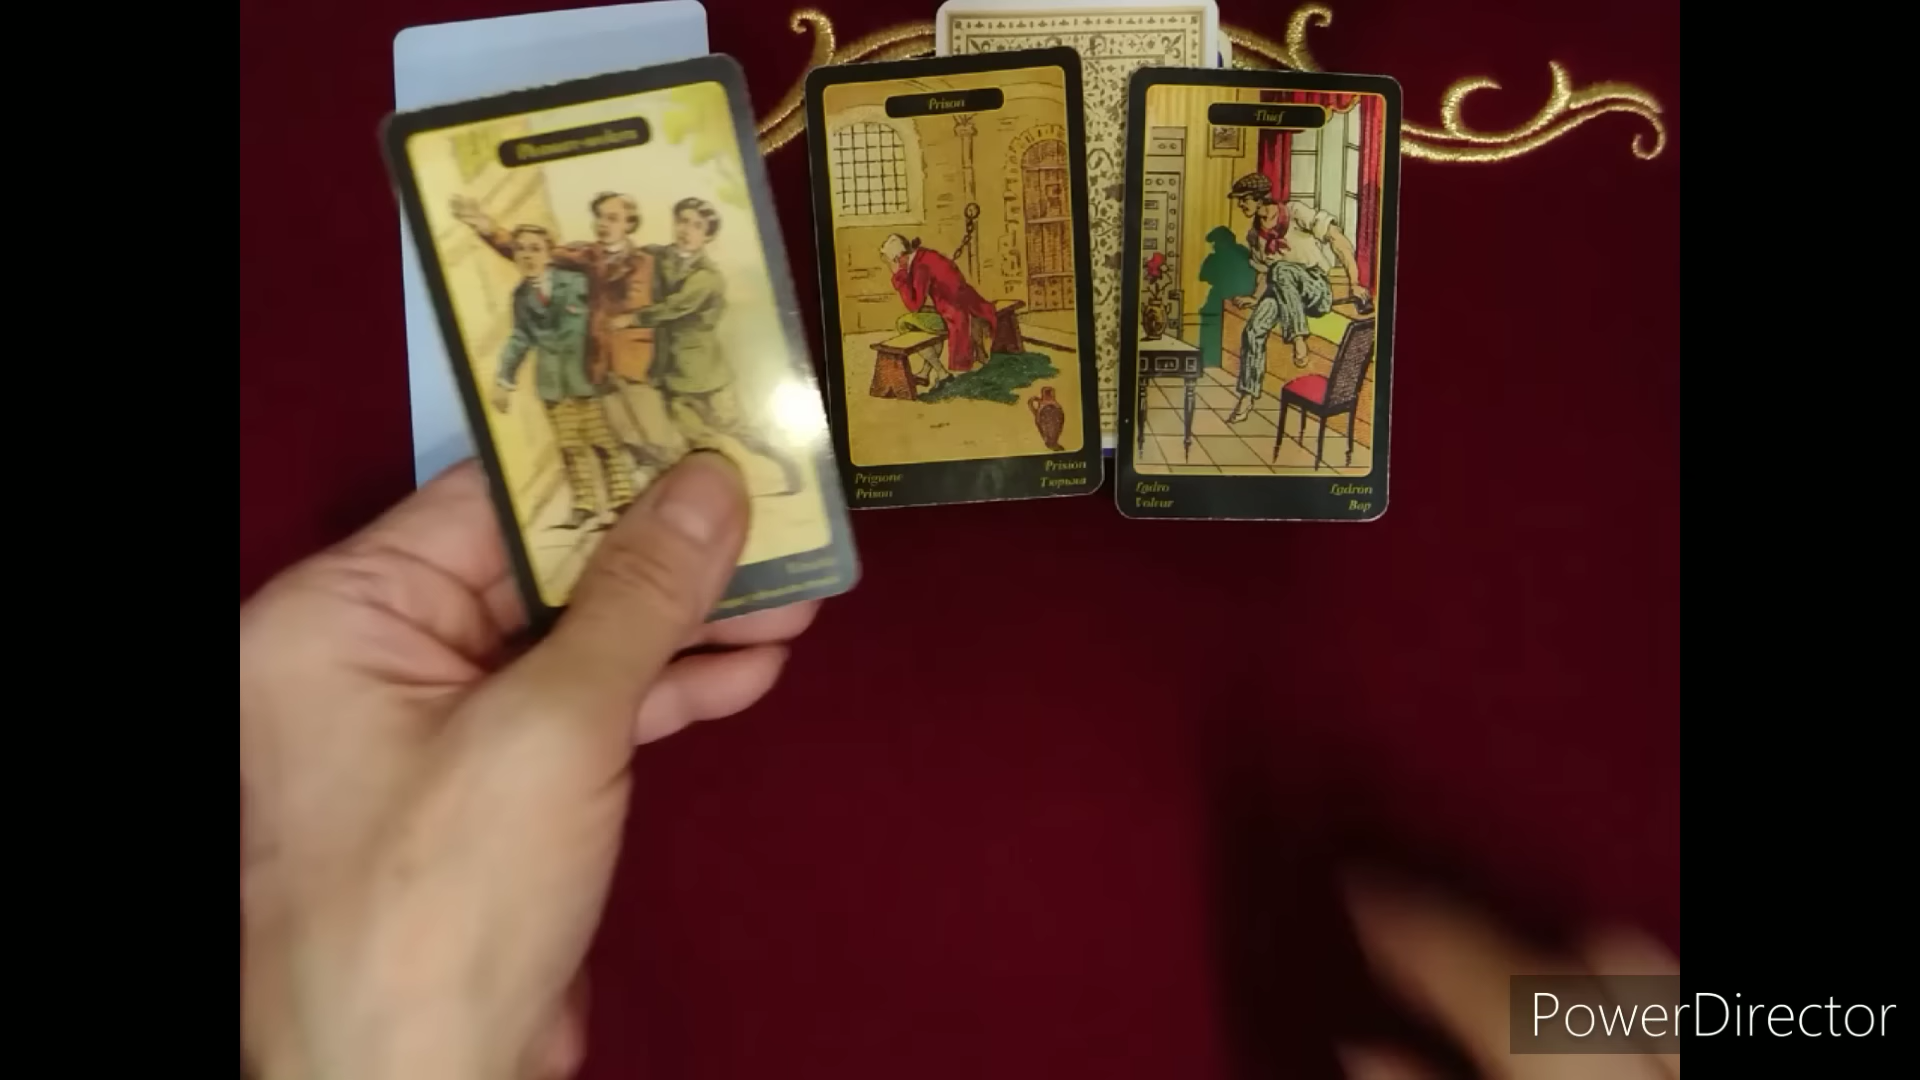 Prison
Thief
Prigione
Prison
Prisión
Тюрьма
Ladro
Voleur
Ladrón
Вор
PowerDirector